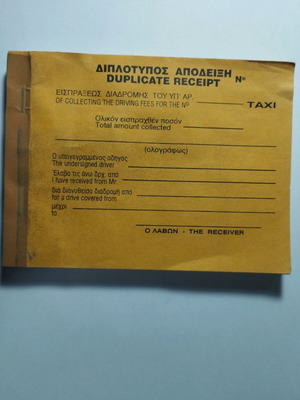 ΔΙΠΛΟΤΥΠΟΣ ΑΠΟΔΕΙΞΗ
DUPLICATE RECEIPT Nº
ΕΙΣΠΡΑΞΕΩΣ ΔΙΑΔΡΟΜΗΣ ΤΟΥ ΥΠ' ΑΡ.
OF COLLECTING THE DRIVING FEES FOR THE Nº TAXI
Ολικόν εισπραχθέν ποσόν
Total amount collected
(ολογράφως)
Ο υπογεγραμμένος οδηγός
The undersigned driver
Έλαβα τις άνω δρχ. από
I have received from Mr.
δια διανυθείσα διαδρομή από
for a drive covered from
μέχρι
to
Ο ΛΑΒΩΝ - THE RECEIVER